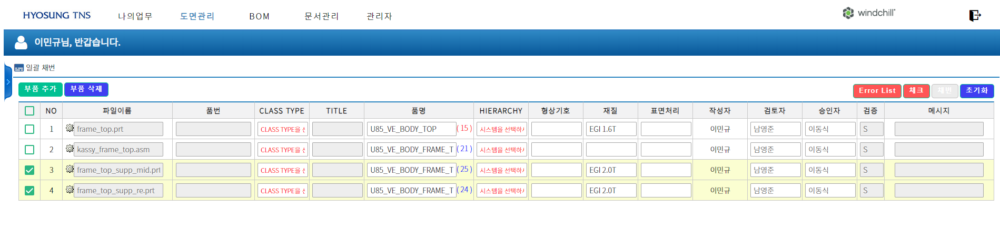 HYOSUNG TNS 나의업무 도면관리 BOM 문서관리 관리자 windchill
이민규님, 반갑습니다.
일괄 채번
부품 추가 부품 삭제 Error List 체크 채번 초기화
NO 파일이름 품번 CLASS TYPE TITLE 품명 HIERARCHY 형상기호 재질 표면처리 작성자 검토자 승인자 검증 메시지
1 frame_top.prt CLASS TYPE을 U85_VE_BODY_TOP ( 15 ) 시스템을 선택하 EGI 1.6T 이민규 남영준 이동식 S
2 kassy_frame_top.asm CLASS TYPE을 U85_VE_BODY_FRAME_T ( 21 ) 시스템을 선택하 이민규 남영준 이동식 S
3 frame_top_supp_mid.prt CLASS TYPE을 U85_VE_BODY_FRAME_T ( 25 ) 시스템을 선택하 EGI 2.0T 이민규 남영준 이동식 S
4 frame_top_supp_re.prt CLASS TYPE을 U85_VE_BODY_FRAME_T ( 24 ) 시스템을 선택하 EGI 2.0T 이민규 남영준 이동식 S